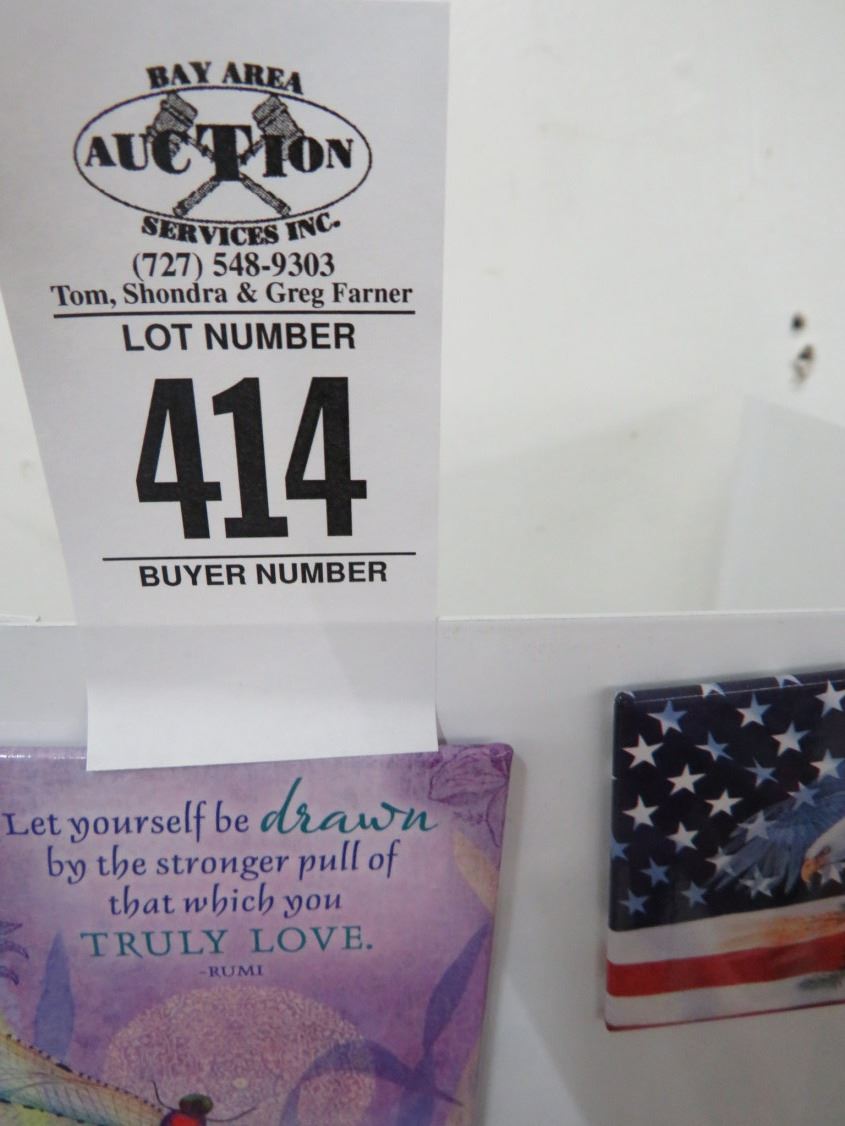 BAY AREA
AUCTION
SERVICES INC.
(727) 548-9303
Tom, Shondra & Greg Farner
LOT NUMBER
414
BUYER NUMBER
Let yourself be drawn
by the stronger pull of
that which you
TRULY LOVE.
-RUMI